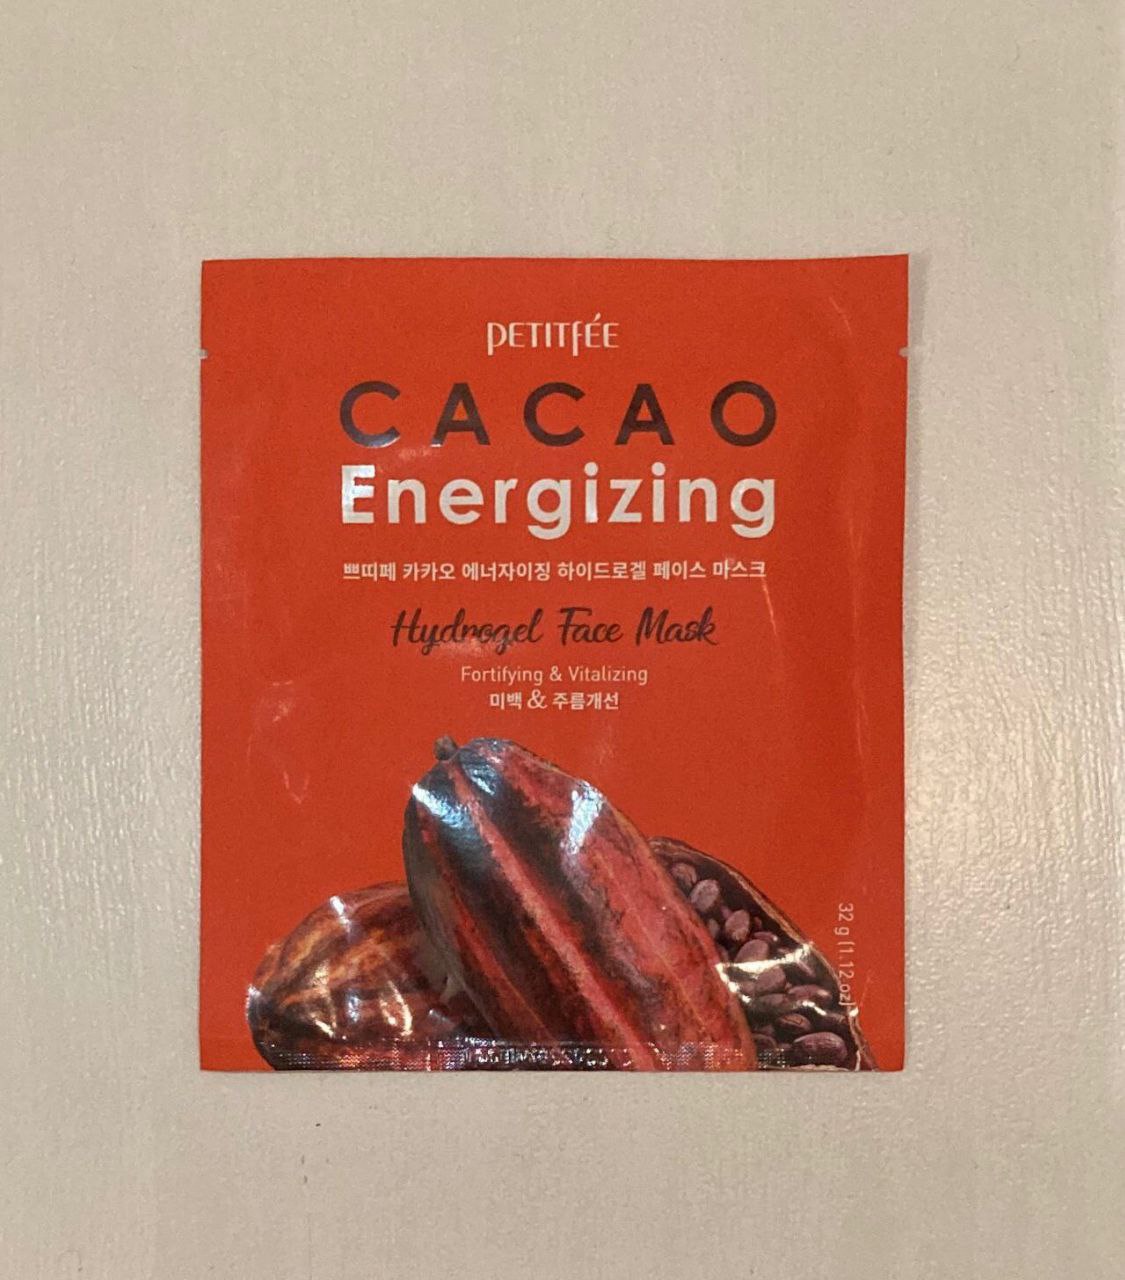 PETITFÉE
CACAO
Energizing
쁘띠페 카카오 에너자이징 하이드로겔 페이스 마스크
Hydrogel Face Mask
Fortifying & Vitalizing
미백 & 주름개선
32 g (1.12.oz)